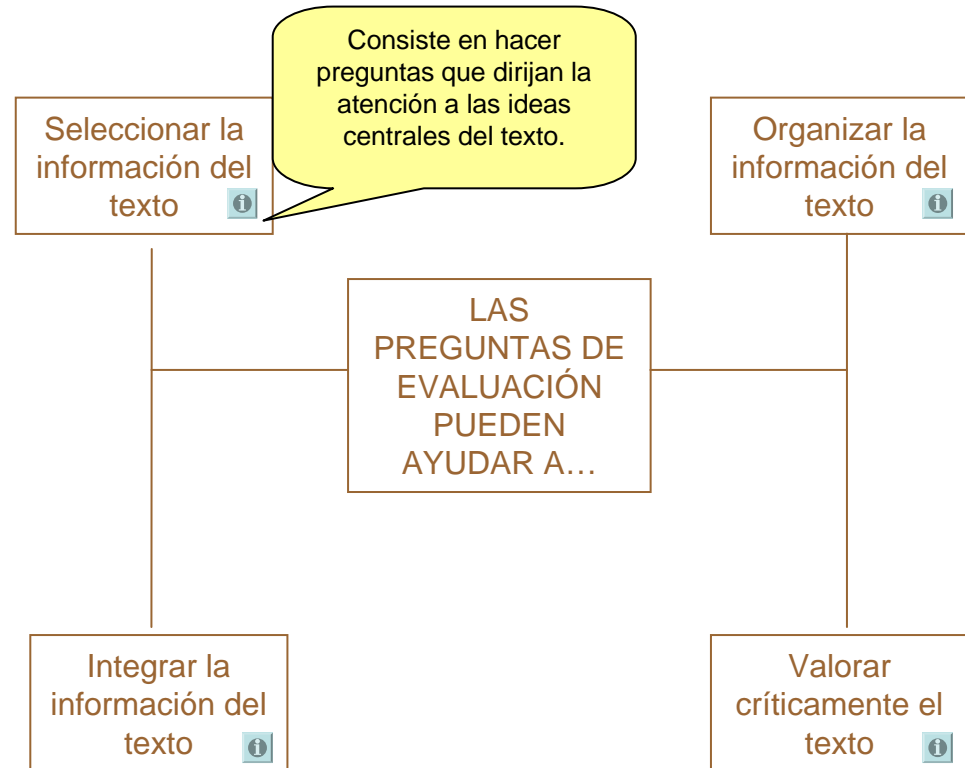 Consiste en hacer
preguntas que dirijan la
atención a las ideas
centrales del texto.
Seleccionar la
información del
texto
Organizar la
información del
texto
LAS
PREGUNTAS DE
EVALUACIÓN
PUEDEN
AYUDAR A…
Integrar la
información del
texto
Valorar
críticamente el
texto